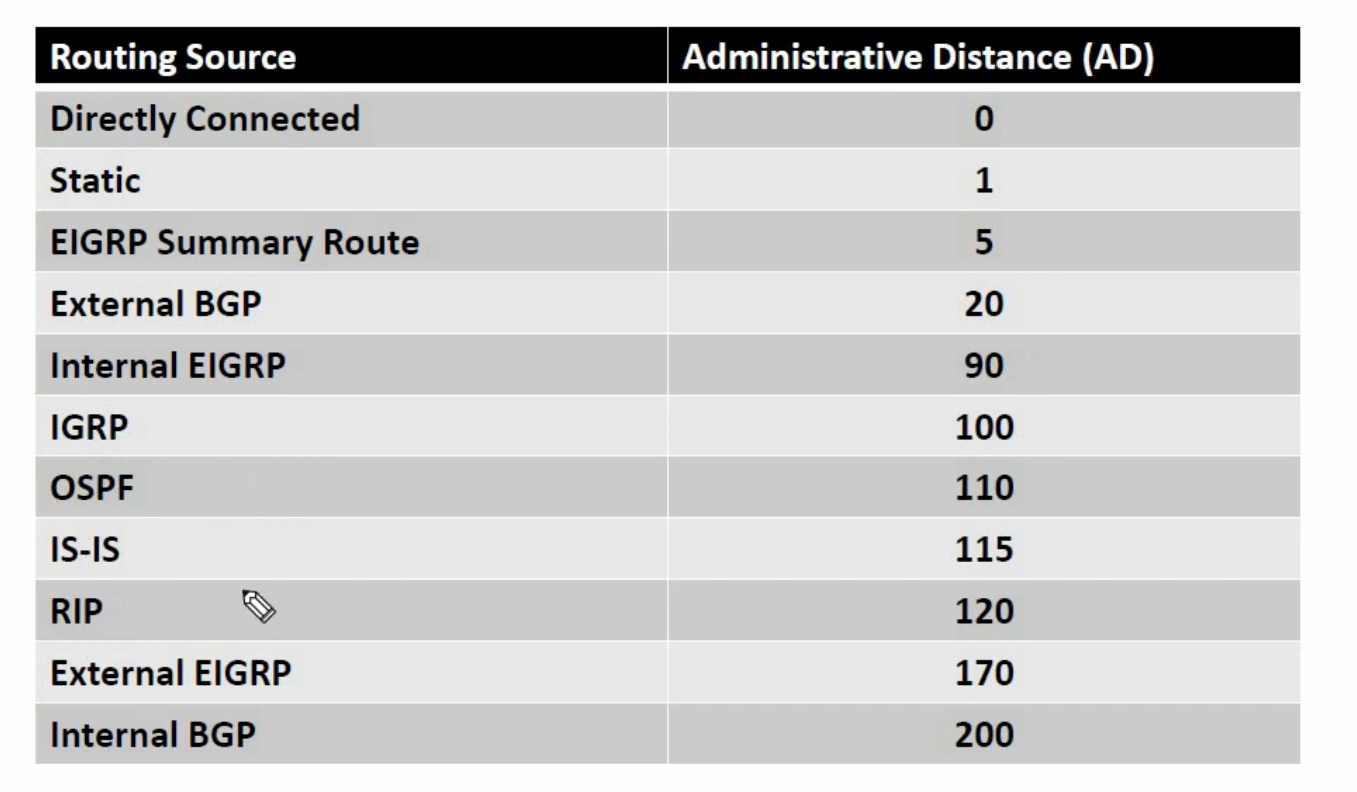 Routing Source Administrative Distance (AD)
Directly Connected 0
Static 1
EIGRP Summary Route 5
External BGP 20
Internal EIGRP 90
IGRP 100
OSPF 110
IS-IS 115
RIP 120
External EIGRP 170
Internal BGP 200